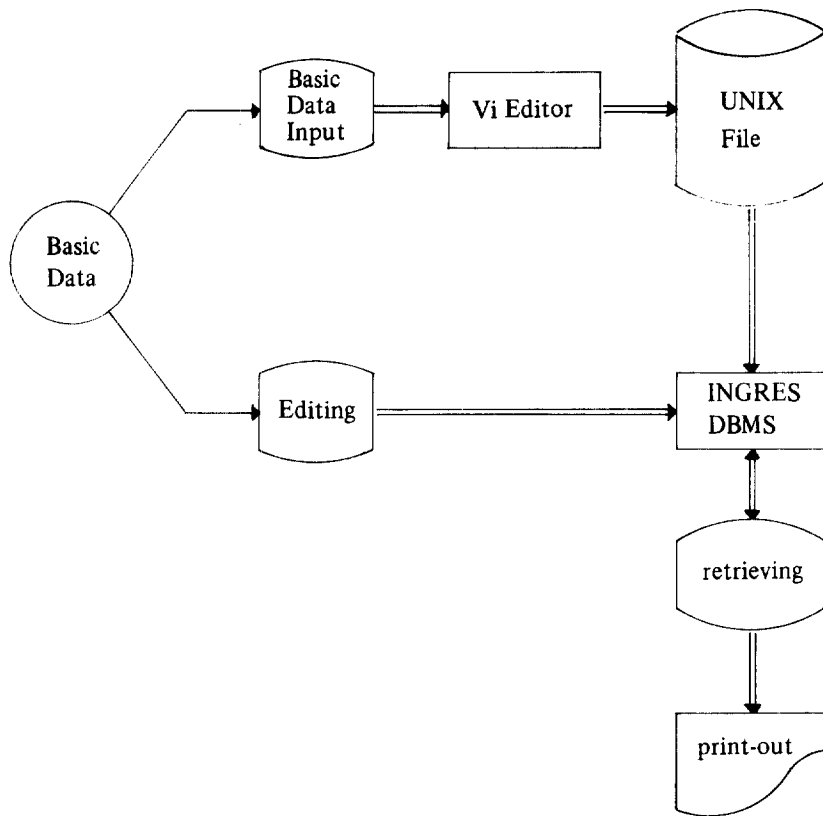 Basic
Data
Input
Vi Editor
UNIX
File
Basic
Data
Editing
INGRES
DBMS
retrieving
print-out